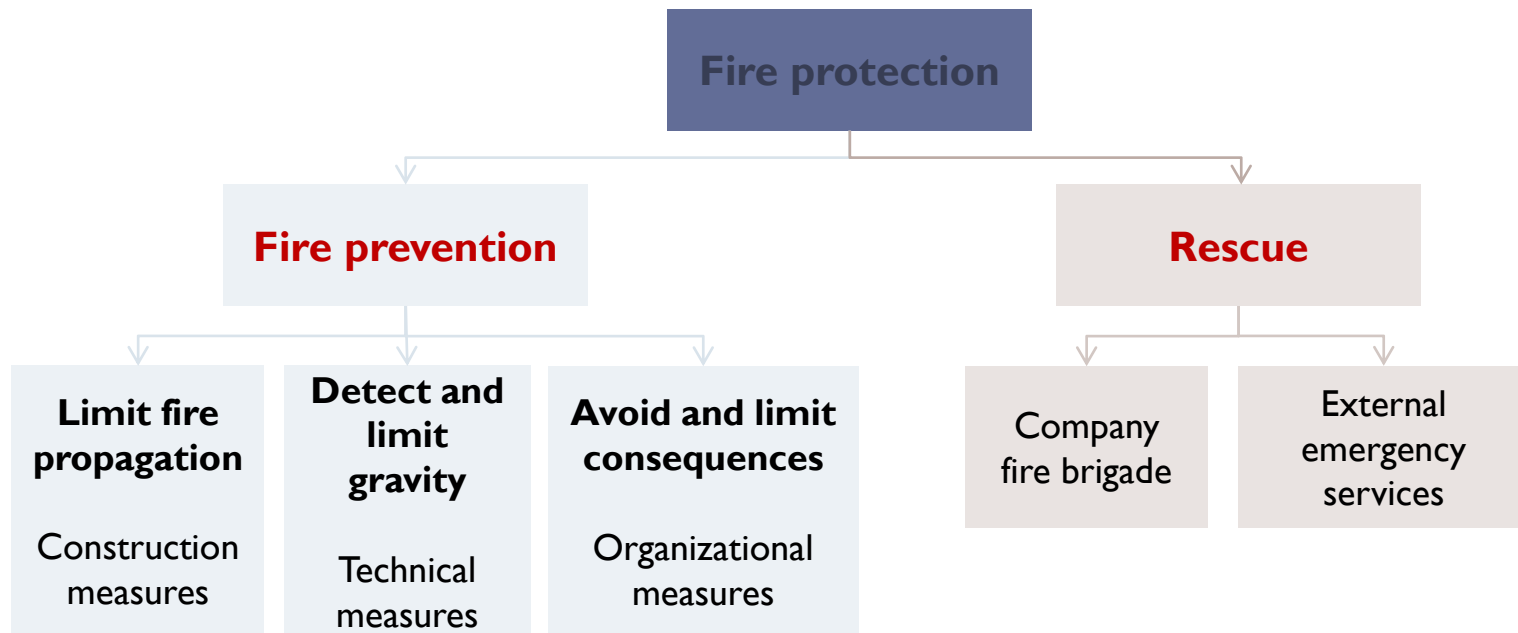 Fire protection
Fire prevention
Rescue
Limit fire
propagation
Construction
measures
Detect and
limit
gravity
Technical
measures
Avoid and limit
consequences
Organizational
measures
Company
fire brigade
External
emergency
services